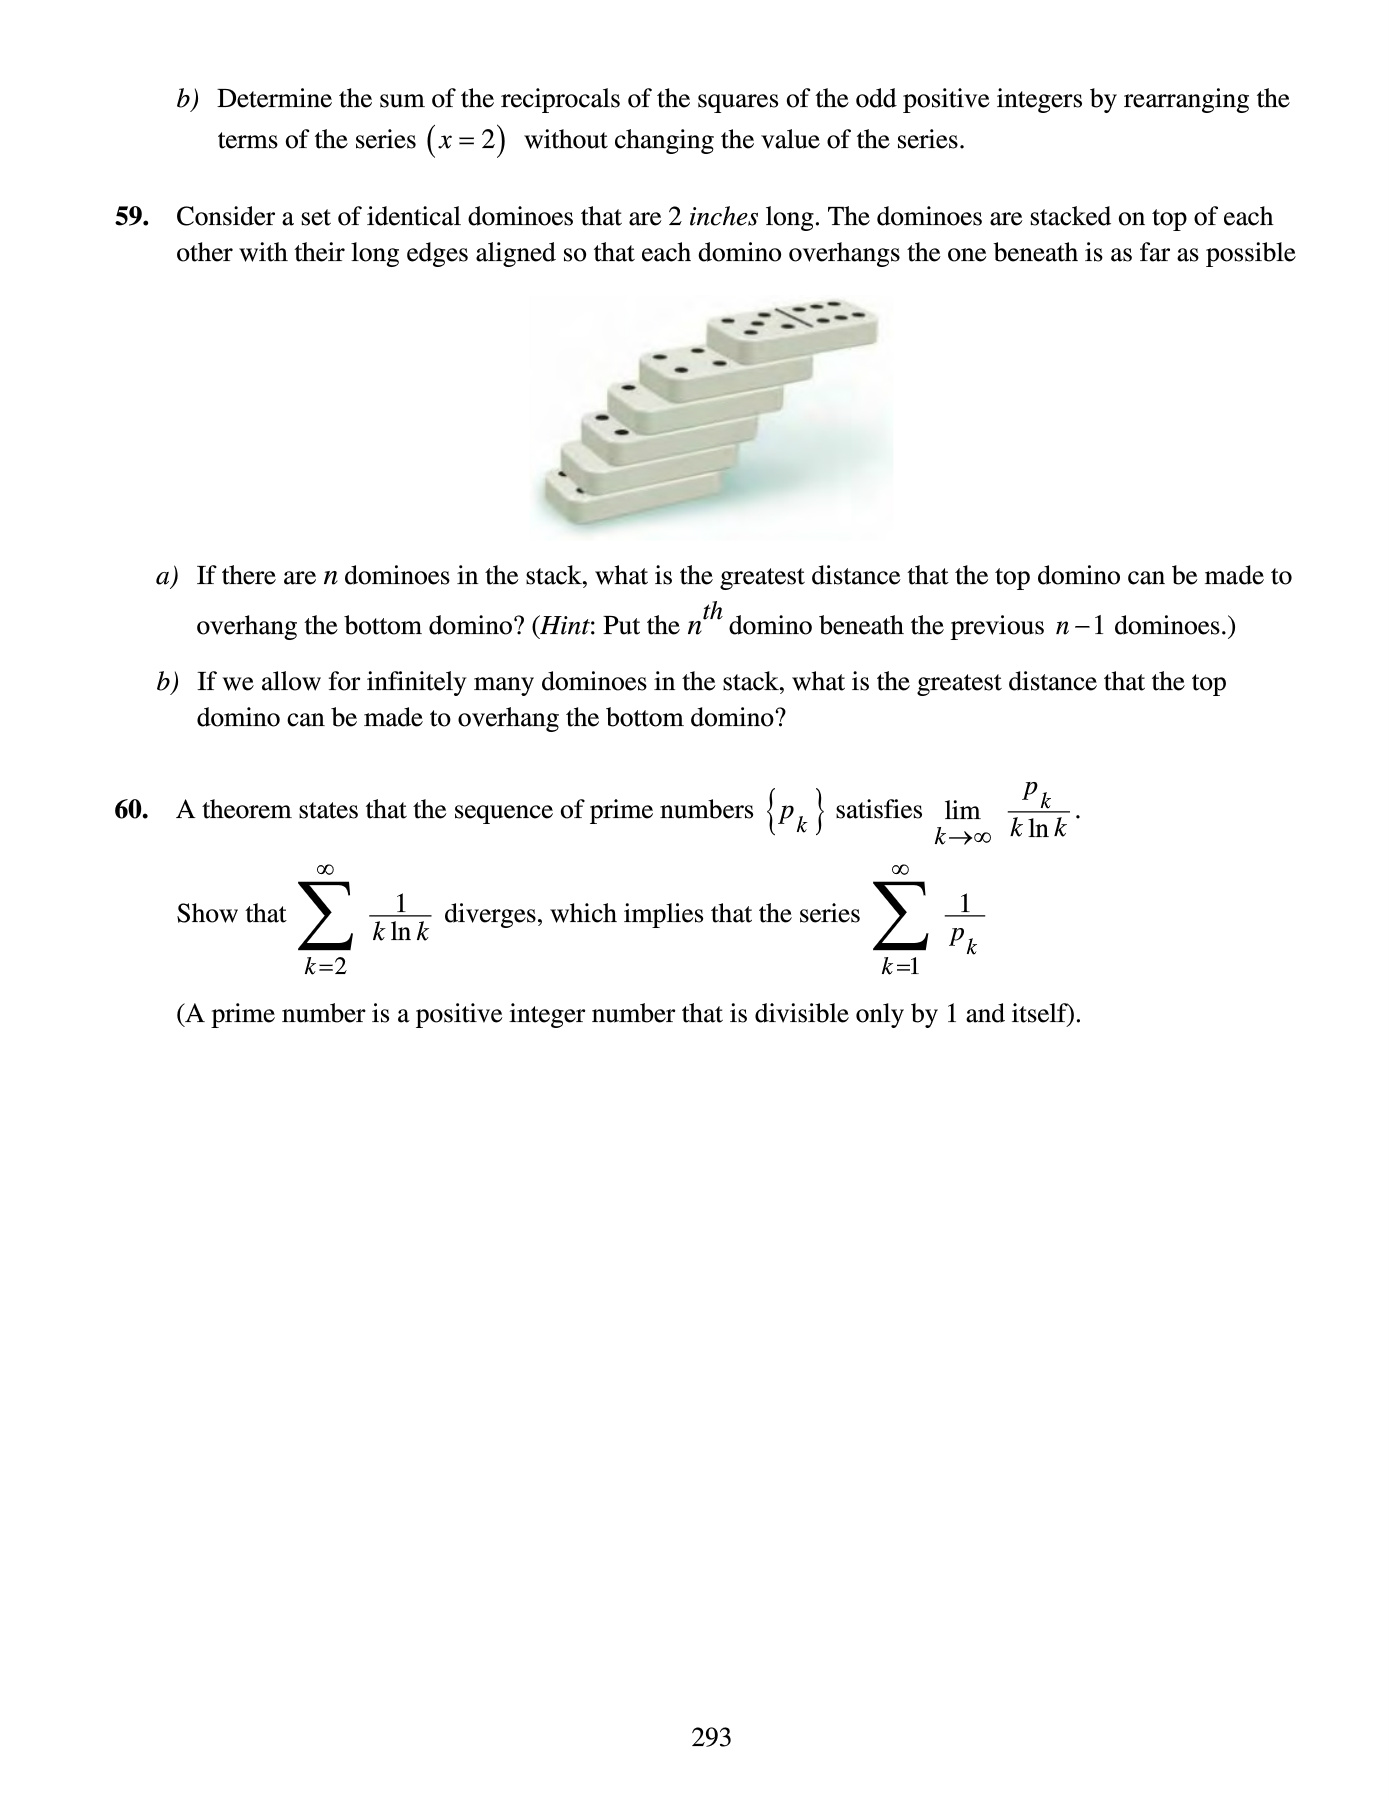 b) Determine the sum of the reciprocals of the squares of the odd positive integers by rearranging the
terms of the series (x = 2) without changing the value of the series.
59. Consider a set of identical dominoes that are 2 inches long. The dominoes are stacked on top of each
other with their long edges aligned so that each domino overhangs the one beneath is as far as possible
a) If there are n dominoes in the stack, what is the greatest distance that the top domino can be made to
overhang the bottom domino? (Hint: Put the n^th domino beneath the previous n − 1 dominoes.)
b) If we allow for infinitely many dominoes in the stack, what is the greatest distance that the top
domino can be made to overhang the bottom domino?
60. A theorem states that the sequence of prime numbers {p_k} satisfies lim_{k→∞} p_k / (k ln k).
Show that ∑_{k=2}^{∞} 1/(k ln k) diverges, which implies that the series ∑_{k=1}^{∞} 1/p_k
(A prime number is a positive integer number that is divisible only by 1 and itself).
293